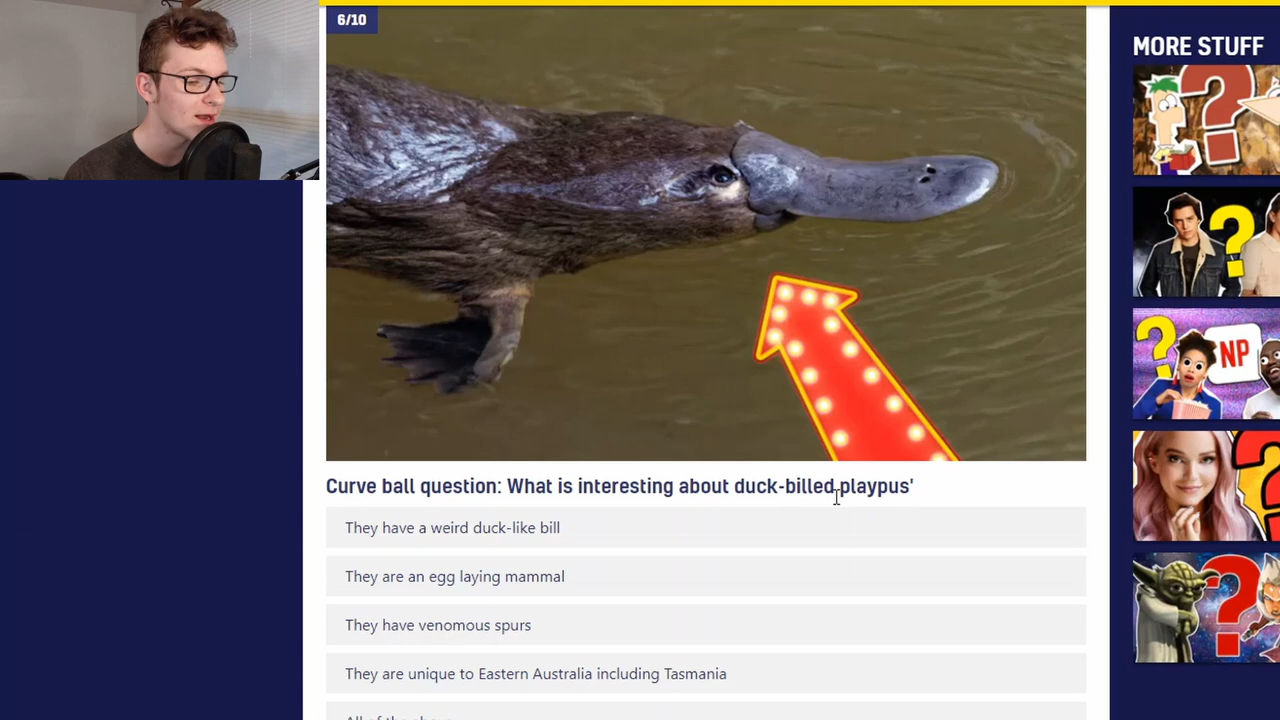 6/10
MORE STUFF
?
?
?
NP
?
?
Curve ball question: What is interesting about duck-billed playpus'
They have a weird duck-like bill
They are an egg laying mammal
They have venomous spurs
They are unique to Eastern Australia including Tasmania